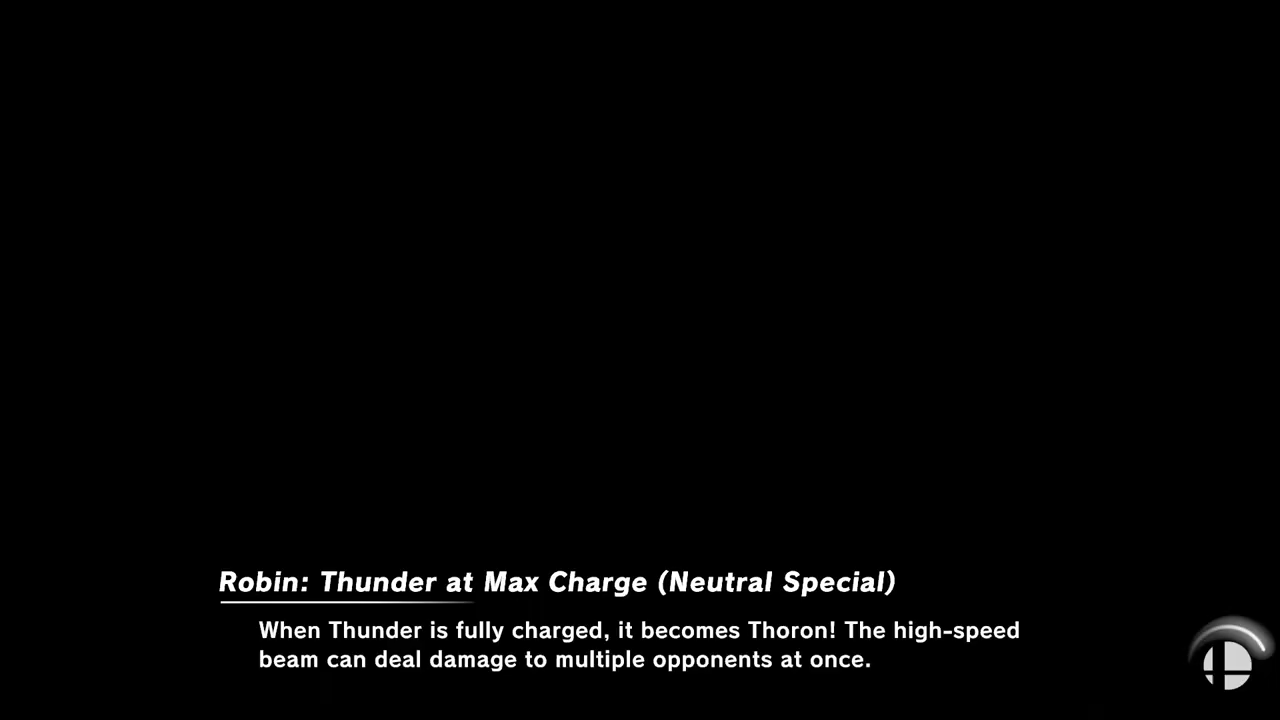 Robin: Thunder at Max Charge (Neutral Special)
When Thunder is fully charged, it becomes Thoron! The high-speed
beam can deal damage to multiple opponents at once.